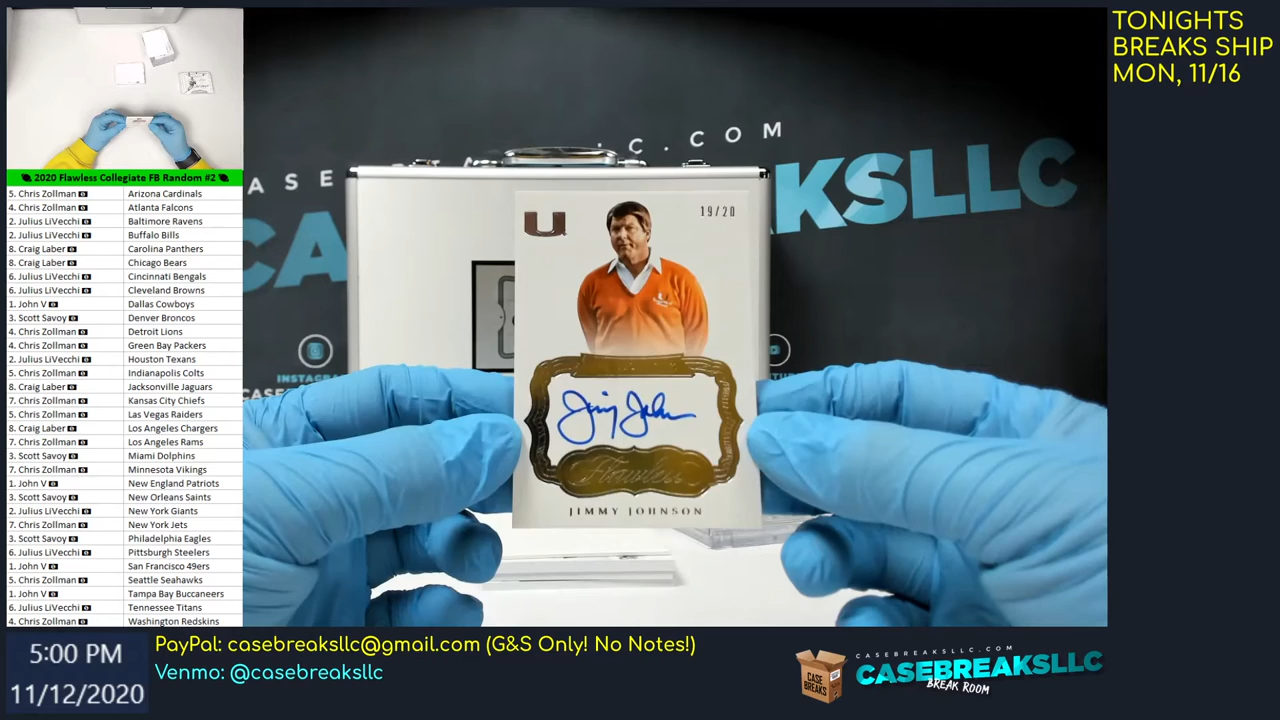 TONIGHTS
BREAKS SHIP
MON, 11/16
2020 Flawless Collegiate FB Random #2
5. Chris Zollman Arizona Cardinals
4. Chris Zollman Atlanta Falcons
2. Julius LiVecchi Baltimore Ravens
2. Julius LiVecchi Buffalo Bills
8. Craig Laber Carolina Panthers
8. Craig Laber Chicago Bears
6. Julius LiVecchi Cincinnati Bengals
6. Julius LiVecchi Cleveland Browns
1. John V Dallas Cowboys
3. Scott Savoy Denver Broncos
4. Chris Zollman Detroit Lions
4. Chris Zollman Green Bay Packers
2. Julius LiVecchi Houston Texans
5. Chris Zollman Indianapolis Colts
8. Craig Laber Jacksonville Jaguars
7. Chris Zollman Kansas City Chiefs
5. Chris Zollman Las Vegas Raiders
8. Craig Laber Los Angeles Chargers
7. Chris Zollman Los Angeles Rams
3. Scott Savoy Miami Dolphins
7. Chris Zollman Minnesota Vikings
1. John V New England Patriots
3. Scott Savoy New Orleans Saints
2. Julius LiVecchi New York Giants
7. Chris Zollman New York Jets
3. Scott Savoy Philadelphia Eagles
6. Julius LiVecchi Pittsburgh Steelers
1. John V San Francisco 49ers
5. Chris Zollman Seattle Seahawks
1. John V Tampa Bay Buccaneers
6. Julius LiVecchi Tennessee Titans
4. Chris Zollman Washington Redskins
ASE C.COM
CA KSLLC
INSTAGRA
U
19/20
Jimmy Johnson
Flawless
JIMMY JOHNSON
5:00 PM
11/12/2020
PayPal: casebreaksllc@gmail.com (G&S Only! No Notes!)
Venmo: @casebreaksllc
CASE
BREAKS
CASEBREAKSLLC.COM
CASEBREAKSLLC
BREAK ROOM